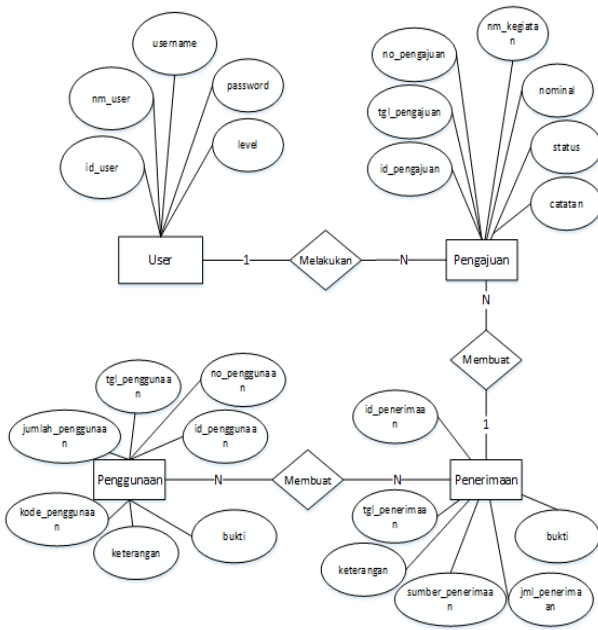 username
nm_user
id_user
password
level
nm_kegiata
n
no_pengajuan
tgl_pengajuan
id_pengajuan
nominal
status
catatan
User
1
Melakukan
N
Pengajuan
N
Membuat
1
tgl_penggunaa
n
no_penggunaa
n
jumlah_penggunaa
n
id_penggunaa
n
id_penerimaa
n
Penggunaan
N
Membuat
N
Penerimaan
kode_penggunaa
n
keterangan
bukti
tgl_penerimaa
n
keterangan
sumber_penerimaa
n
jml_penerima
an
bukti